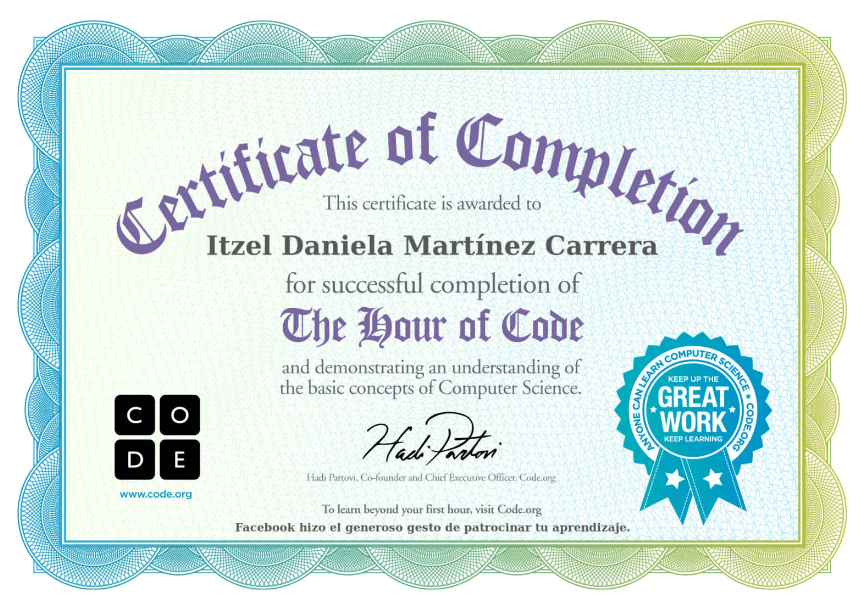 Certificate of Completion
This certificate is awarded to
Itzel Daniela Martínez Carrera
for successful completion of
The Hour of Code
and demonstrating an understanding of
the basic concepts of Computer Science.
C O
D E
www.code.org
Hadi Partovi
Hadi Partovi, Co-founder and Chief Executive Officer, Code.org
To learn beyond your first hour, visit Code.org
Facebook hizo el generoso gesto de patrocinar tu aprendizaje.
ANYONE CAN LEARN COMPUTER SCIENCE ★ CODE.ORG ★
KEEP UP THE
GREAT
WORK
KEEP LEARNING